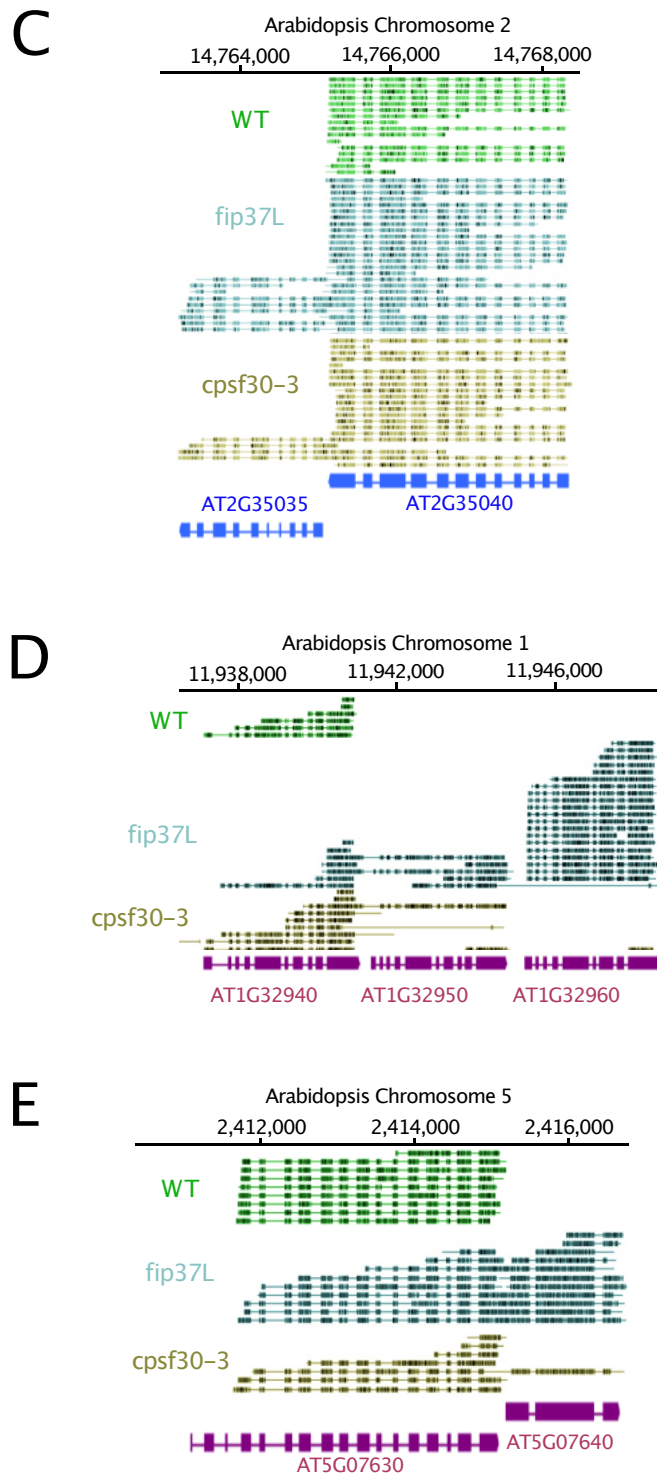 C
Arabidopsis Chromosome 2
14,764,000 14,766,000 14,768,000
WT
fip37L
cpsf30-3
AT2G35035 AT2G35040
D
Arabidopsis Chromosome 1
11,938,000 11,942,000 11,946,000
WT
fip37L
cpsf30-3
AT1G32940 AT1G32950 AT1G32960
E
Arabidopsis Chromosome 5
2,412,000 2,414,000 2,416,000
WT
fip37L
cpsf30-3
AT5G07640
AT5G07630